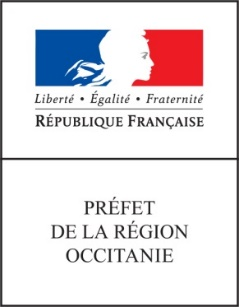 Liberté • Égalité • Fraternité
RÉPUBLIQUE FRANÇAISE
PRÉFET
DE LA RÉGION
OCCITANIE